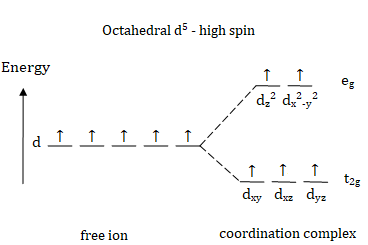 Octahedral d⁵ - high spin
Energy
e_g
d_z² d_x²-y²
d
t_2g
d_xy d_xz d_yz
free ion coordination complex